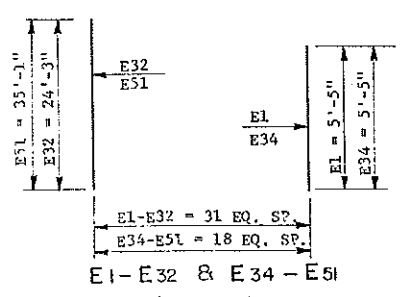 E51 = 35'-1"
E32 = 24'-3"
E32
E51
E1
E34
E1 = 5'-5"
E34 = 5'-5"
E1-E32 = 31 EQ. SP.
E34-E51 = 18 EQ. SP.
E1-E32 & E34-E51